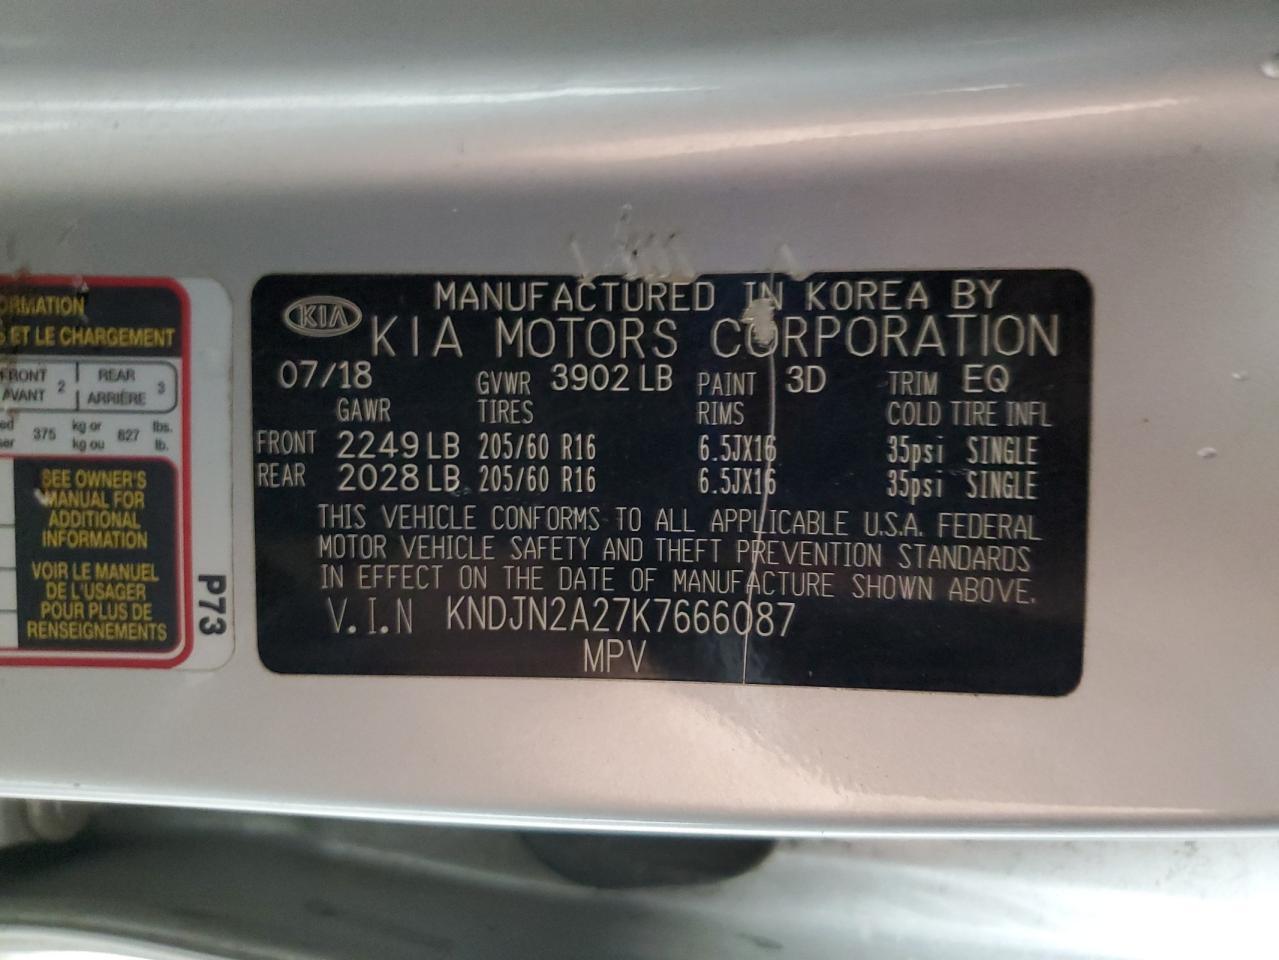 ORMATION
S ET LE CHARGEMENT
FRONT
AVANT 2
REAR
ARRIÈRE 3
375 kg or
kg ou 827 lbs.
lb.
SEE OWNER'S
MANUAL FOR
ADDITIONAL
INFORMATION
VOIR LE MANUEL
DE L'USAGER
POUR PLUS DE
RENSEIGNEMENTS
P73
KIA
MANUFACTURED IN KOREA BY
KIA MOTORS CORPORATION
07/18 GVWR 3902 LB PAINT 3D TRIM EQ
GAWR TIRES RIMS COLD TIRE INFL
FRONT 2249 LB 205/60 R16 6.5JX16 35psi SINGLE
REAR 2028 LB 205/60 R16 6.5JX16 35psi SINGLE
THIS VEHICLE CONFORMS TO ALL APPLICABLE U.S.A. FEDERAL
MOTOR VEHICLE SAFETY AND THEFT PREVENTION STANDARDS
IN EFFECT ON THE DATE OF MANUFACTURE SHOWN ABOVE.
V.I.N KNDJN2A27K7666087
MPV